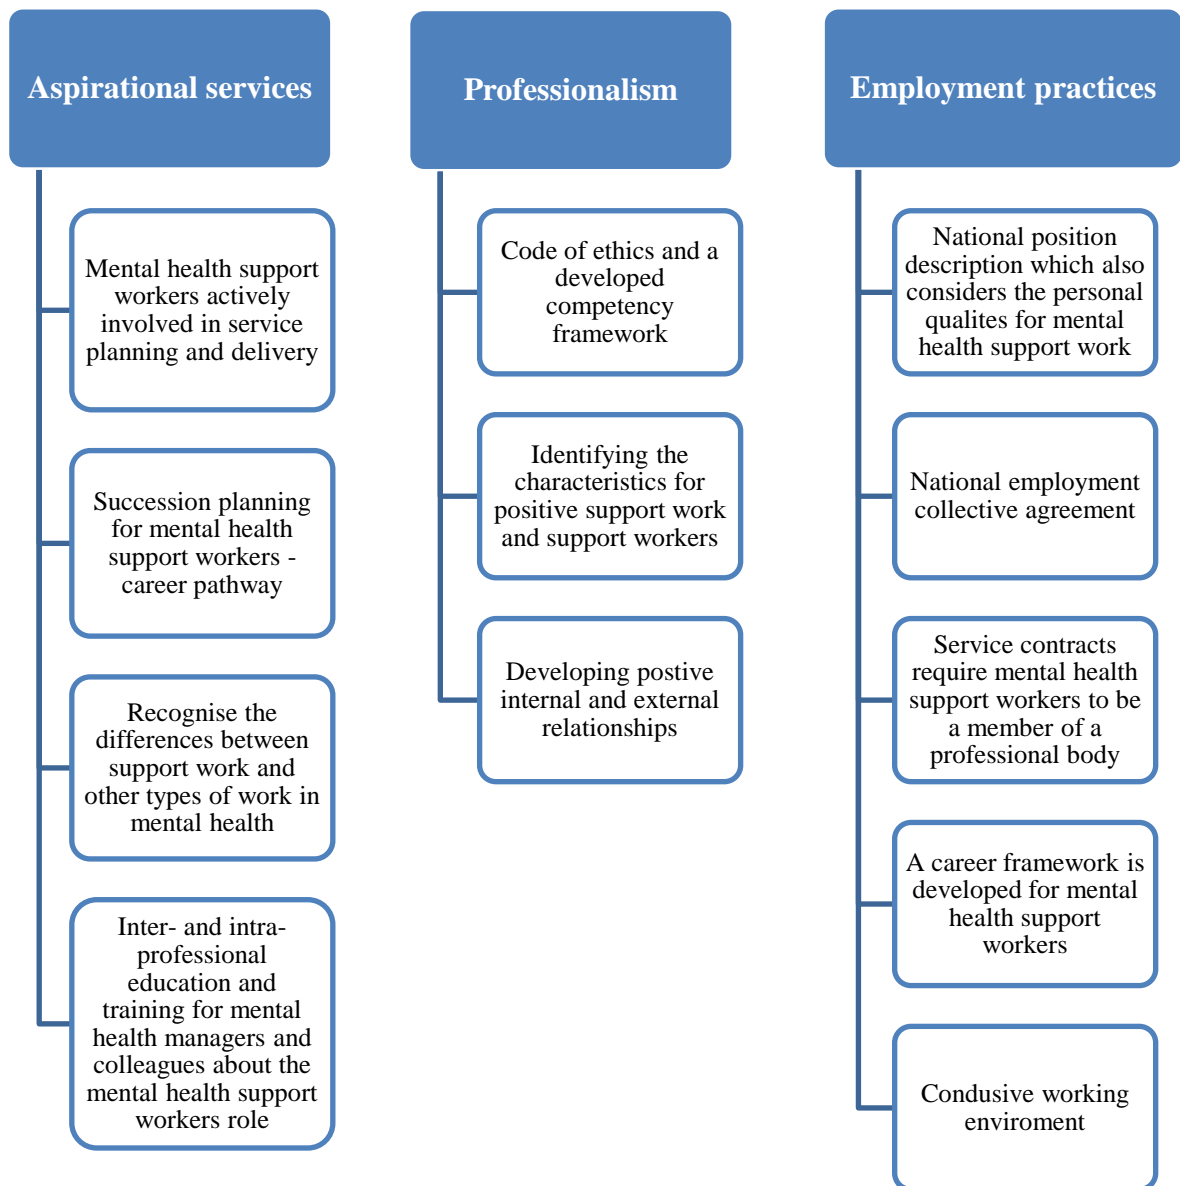 Aspirational services
Mental health support
workers actively
involved in service
planning and delivery
Succession planning
for mental health
support workers -
career pathway
Recognise the
differences between
support work and
other types of work in
mental health
Inter- and intra-
professional
education and
training for mental
health managers and
colleagues about the
mental health support
workers role
Professionalism
Code of ethics and a
developed
competency
framework
Identifying the
characteristics for
positive support work
and support workers
Developing postive
internal and external
relationships
Employment practices
National position
description which also
considers the personal
qualites for mental
health support work
National employment
collective agreement
Service contracts
require mental health
support workers to be
a member of a
professional body
A career framework is
developed for mental
health support
workers
Condusive working
enviroment